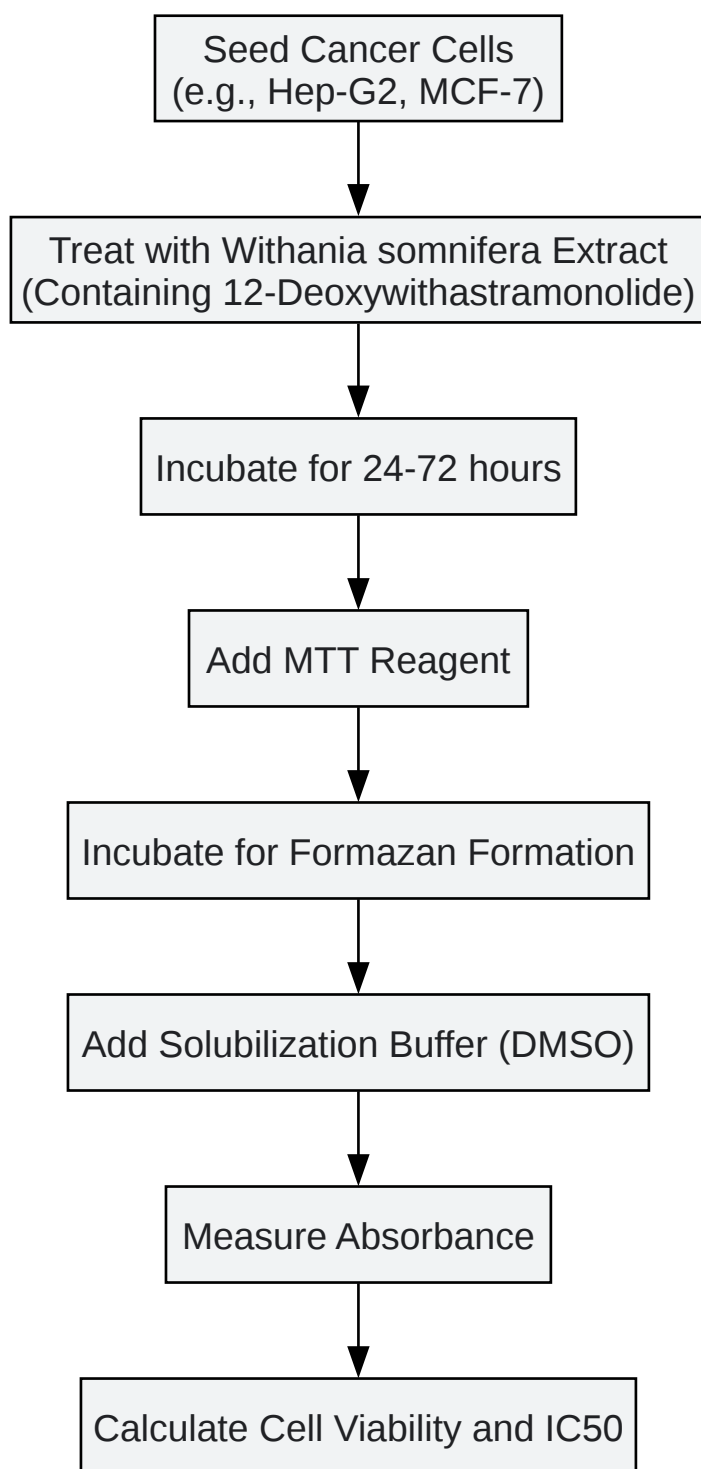 Seed Cancer Cells
(e.g., Hep-G2, MCF-7)
Treat with Withania somnifera Extract
(Containing 12-Deoxywithastramonolide)
Incubate for 24-72 hours
Add MTT Reagent
Incubate for Formazan Formation
Add Solubilization Buffer (DMSO)
Measure Absorbance
Calculate Cell Viability and IC50